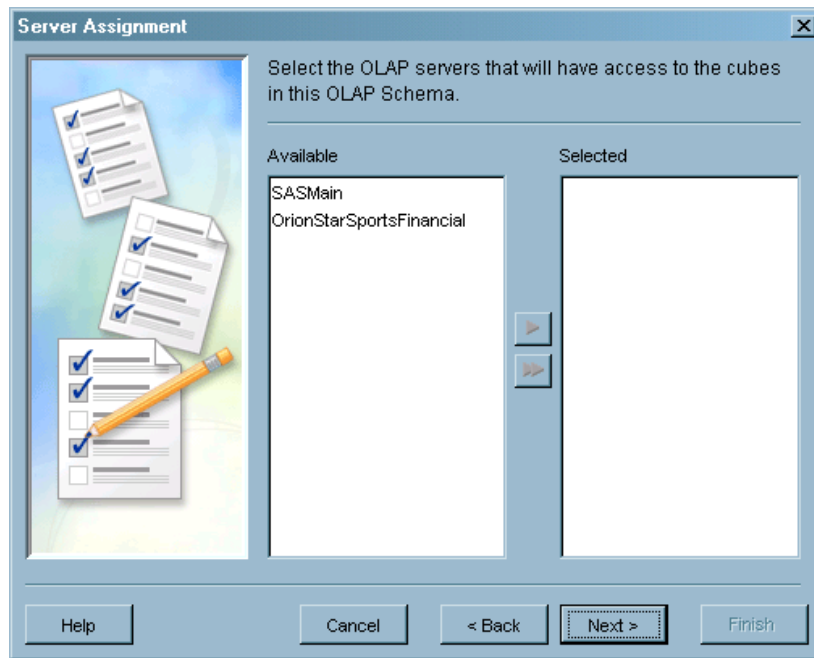 Server Assignment
Select the OLAP servers that will have access to the cubes
in this OLAP Schema.
Available
Selected
SASMain
OrionStarSportsFinancial
Help
Cancel
< Back
Next >
Finish